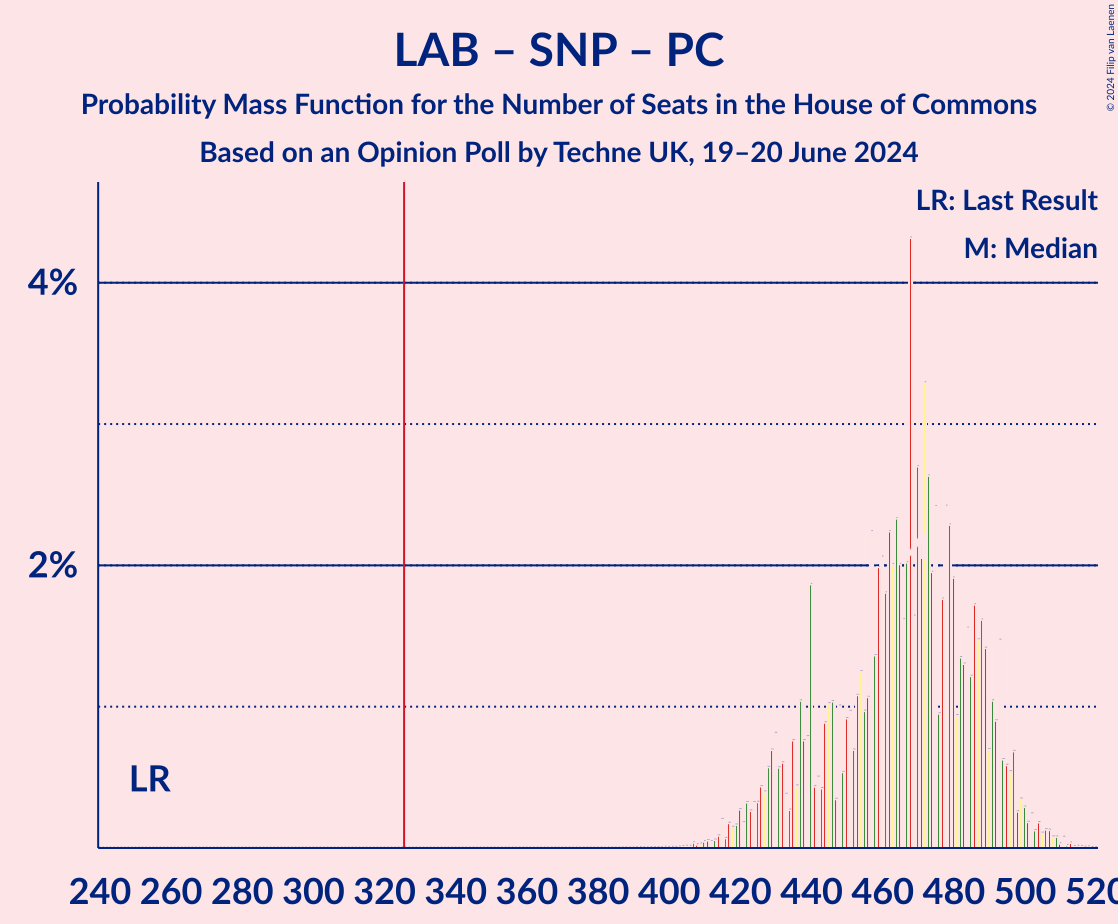 LAB – SNP – PC
Probability Mass Function for the Number of Seats in the House of Commons
Based on an Opinion Poll by Techne UK, 19–20 June 2024
© 2024 Filip van Laenen
LR: Last Result
M: Median
4%
2%
LR
240 260 280 300 320 340 360 380 400 420 440 460 480 500 520